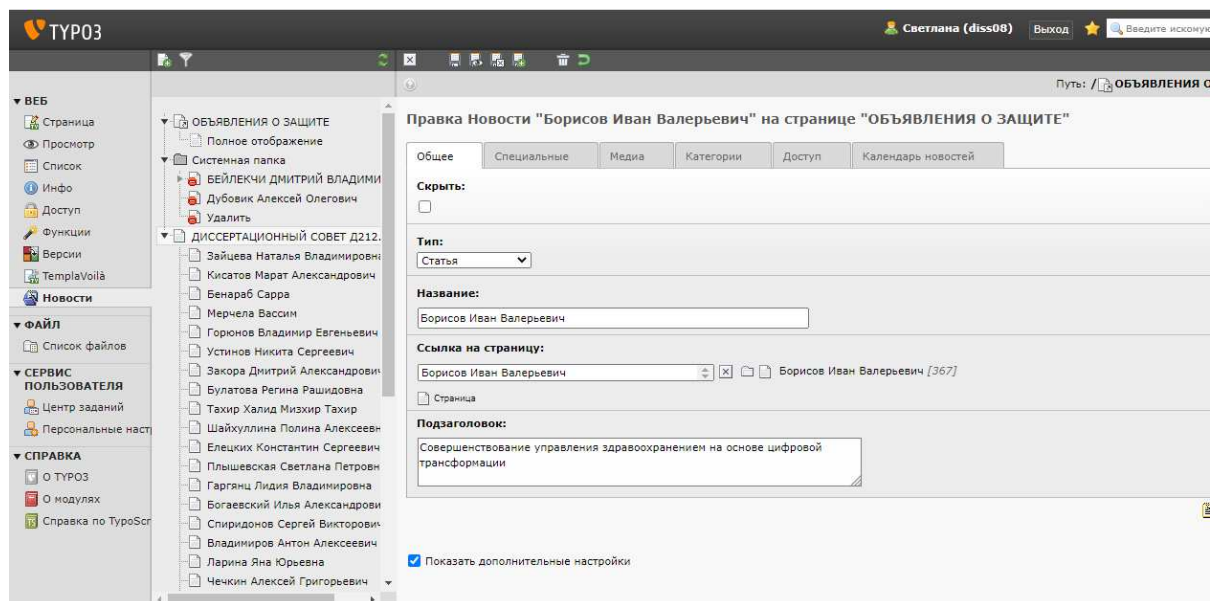 TYPO3
Светлана (diss08)
Выход
Введите искомую
Путь: / ОБЪЯВЛЕНИЯ О
ВЕБ
Страница
Просмотр
Список
Инфо
Доступ
Функции
Версии
TemplaVoilà
Новости
ФАЙЛ
Список файлов
СЕРВИС
ПОЛЬЗОВАТЕЛЯ
Центр заданий
Персональные наст
СПРАВКА
О TYPO3
О модулях
Справка по TypoScr
ОБЪЯВЛЕНИЯ О ЗАЩИТЕ
Полное отображение
Системная папка
БЕЙЛЕКЧИ ДМИТРИЙ ВЛАДИМИ
Дубовик Алексей Олегович
Удалить
ДИССЕРТАЦИОННЫЙ СОВЕТ Д212.
Зайцева Наталья Владимировна
Кисатов Марат Александрович
Бенараб Сарра
Мерчела Вассим
Горюнов Владимир Евгеньевич
Устинов Никита Сергеевич
Закора Дмитрий Александрович
Булатова Регина Рашидовна
Тахир Халид Мизхир Тахир
Шайхуллина Полина Алексеевн
Елецких Константин Сергеевич
Плышевская Светлана Петровн
Гаргянц Лидия Владимировна
Богаевский Илья Александрови
Спиридонов Сергей Викторович
Владимиров Антон Алексеевич
Ларина Яна Юрьевна
Чечкин Алексей Григорьевич
Правка Новости "Борисов Иван Валерьевич" на странице "ОБЪЯВЛЕНИЯ О ЗАЩИТЕ"
Общее
Специальные
Медиа
Категории
Доступ
Календарь новостей
Скрыть:
Тип:
Статья
Название:
Борисов Иван Валерьевич
Ссылка на страницу:
Борисов Иван Валерьевич
Борисов Иван Валерьевич [367]
Страница
Подзаголовок:
Совершенствование управления здравоохранением на основе цифровой
трансформации
Показать дополнительные настройки